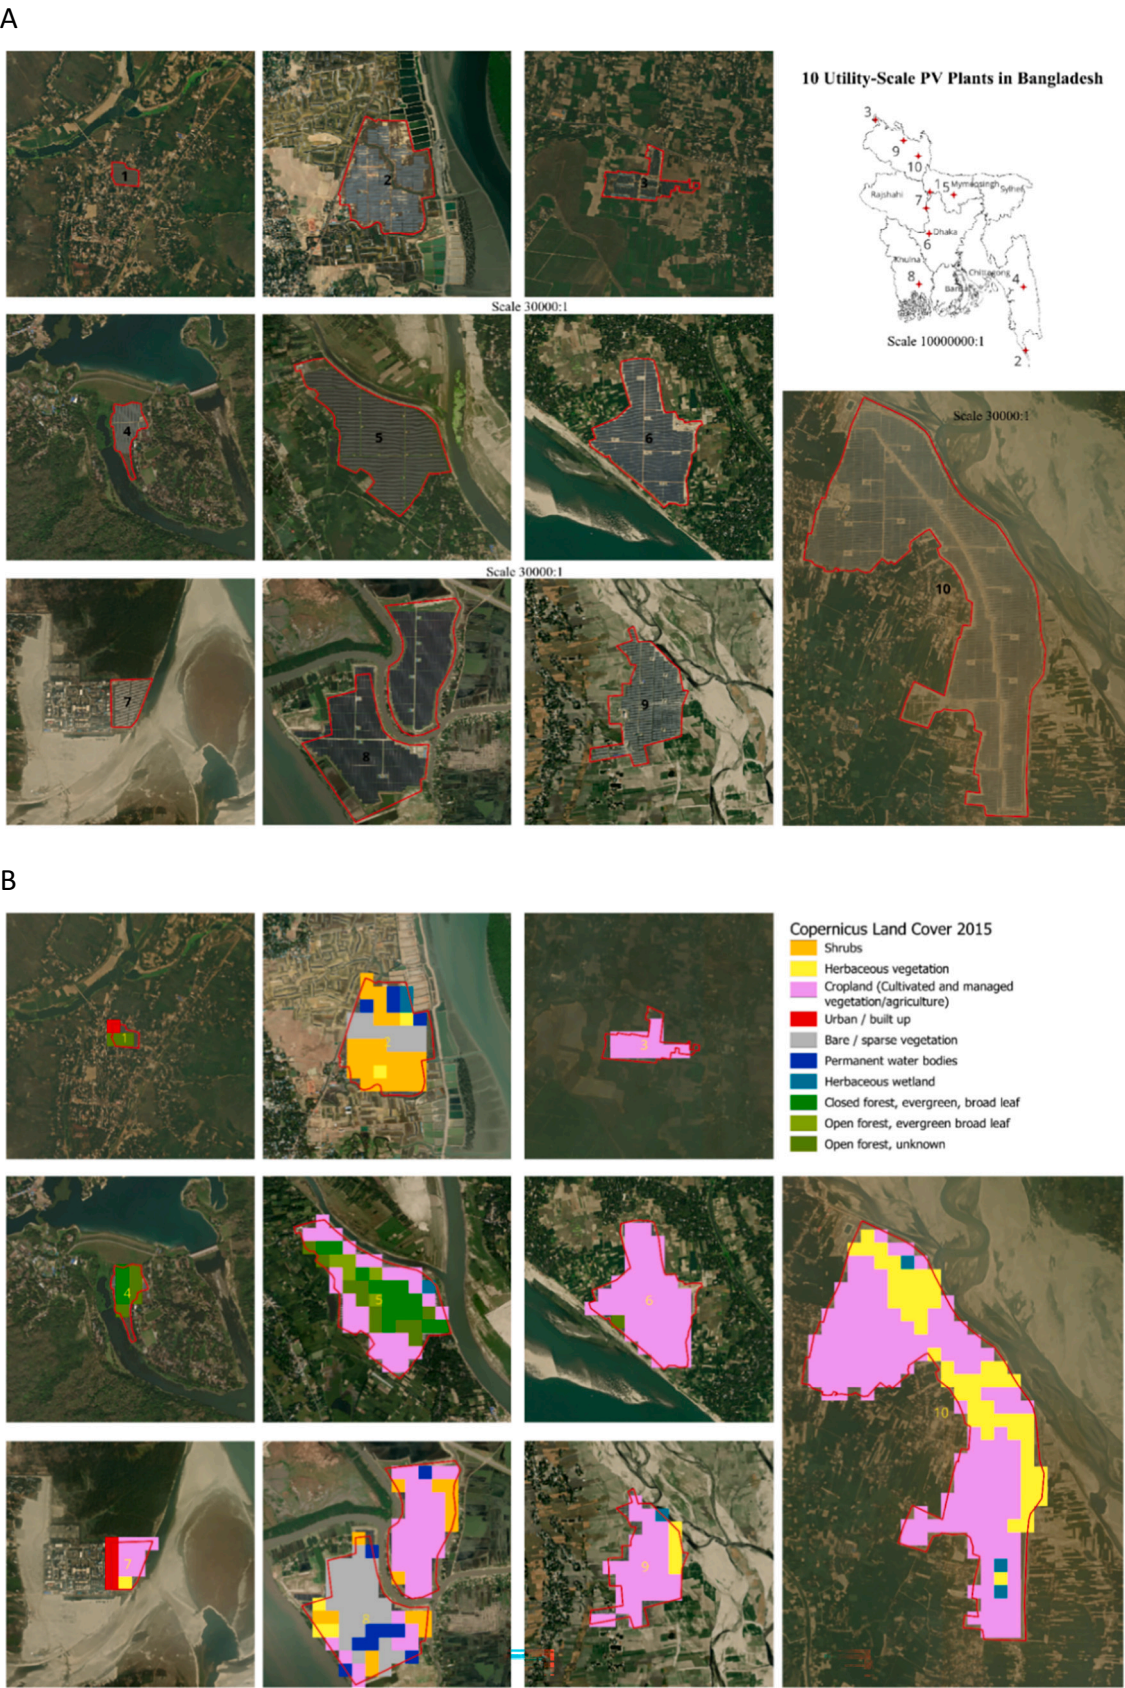 A
10 Utility-Scale PV Plants in Bangladesh
1
2
3
3
9
10
1
5
Mymensingh
Sylhet
Rajshahi
7
Dhaka
6
Khulna
8
Chittagong
4
2
Scale 10000000:1
Scale 30000:1
4
5
6
Scale 30000:1
10
Scale 30000:1
7
8
9
B
1
2
3
Copernicus Land Cover 2015
Shrubs
Herbaceous vegetation
Cropland (Cultivated and managed
vegetation/agriculture)
Urban / built up
Bare / sparse vegetation
Permanent water bodies
Herbaceous wetland
Closed forest, evergreen, broad leaf
Open forest, evergreen broad leaf
Open forest, unknown
4
5
6
10
7
8
9